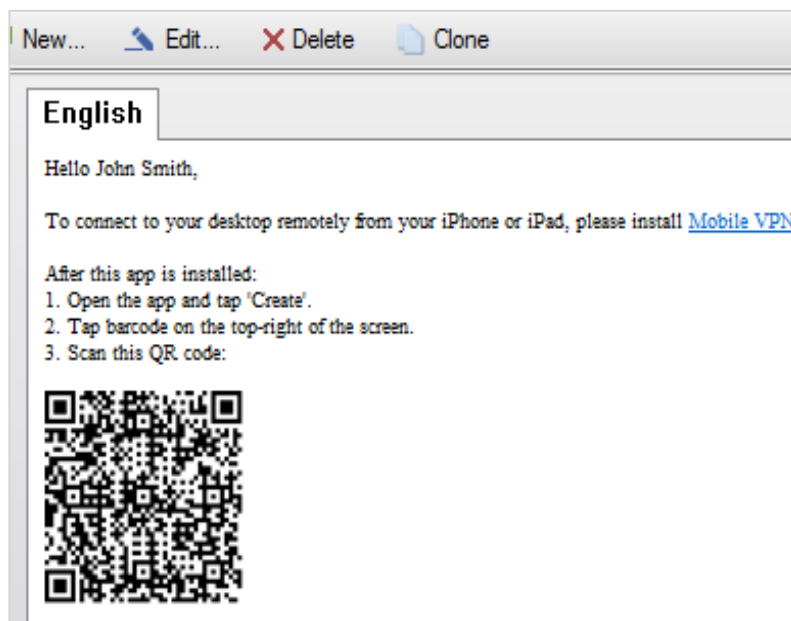 New... Edit... Delete Clone
English
Hello John Smith,
To connect to your desktop remotely from your iPhone or iPad, please install Mobile VPN
After this app is installed:
1. Open the app and tap 'Create'.
2. Tap barcode on the top-right of the screen.
3. Scan this QR code: